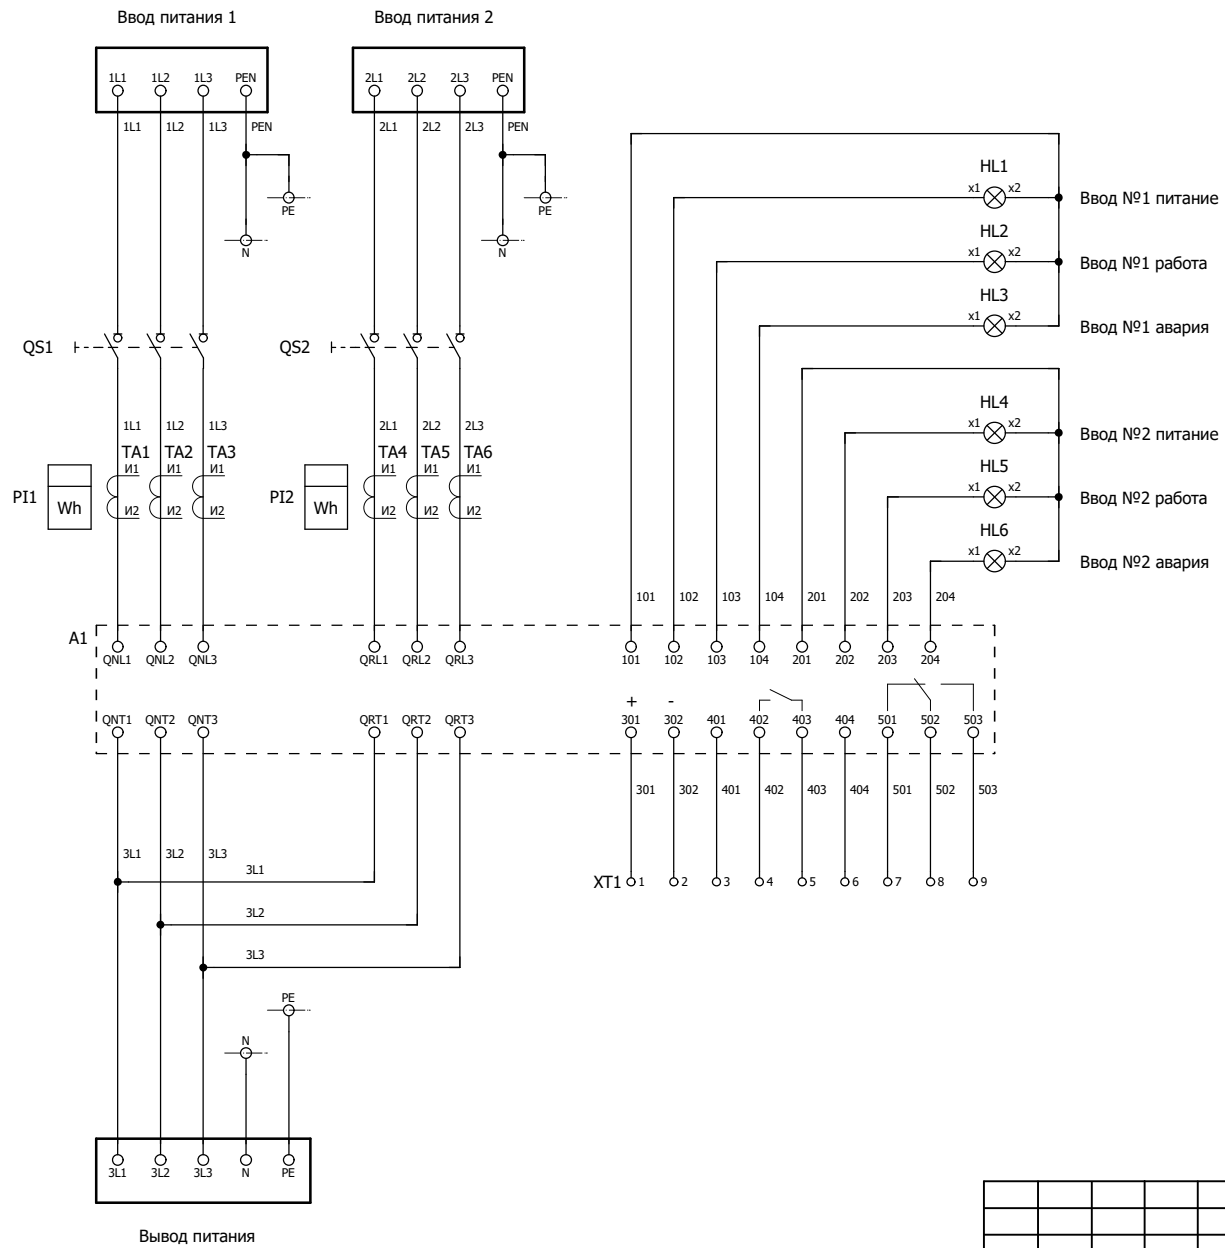 Ввод питания 1 Ввод питания 2
1L1 1L2 1L3 PEN 2L1 2L2 2L3 PEN
1L1 1L2 1L3 PEN 2L1 2L2 2L3 PEN
PE PE
N N
HL1
x1 x2 Ввод №1 питание
HL2
x1 x2 Ввод №1 работа
HL3
x1 x2 Ввод №1 авария
QS1 QS2
HL4
x1 x2 Ввод №2 питание
HL5
x1 x2 Ввод №2 работа
HL6
x1 x2 Ввод №2 авария
1L1 1L2 1L3 2L1 2L2 2L3
TA1 TA2 TA3 TA4 TA5 TA6
И1 И1 И1 И1 И1 И1
PI1 Wh PI2 Wh
И2 И2 И2 И2 И2 И2
101 102 103 104 201 202 203 204
A1
QNL1 QNL2 QNL3 QRL1 QRL2 QRL3 101 102 103 104 201 202 203 204
+ -
QNT1 QNT2 QNT3 QRT1 QRT2 QRT3 301 302 401 402 403 404 501 502 503
301 302 401 402 403 404 501 502 503
3L1 3L2 3L3
3L1
XT1 1 2 3 4 5 6 7 8 9
3L2
3L3
PE
N
3L1 3L2 3L3 N PE
Вывод питания